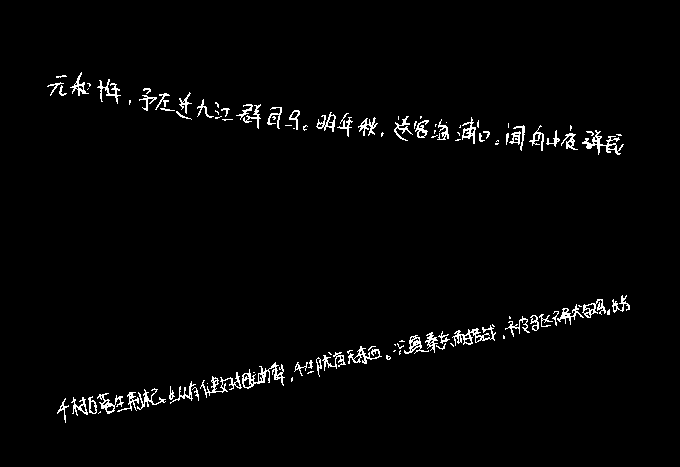 元和十年，予左迁九江群司马。明年秋，送客湓浦口。闻舟中夜弹
千村万落生荆杞。纵有健妇把锄犁，禾生陇亩无东西。况复秦兵耐苦战，被驱不异犬与鸡。长者